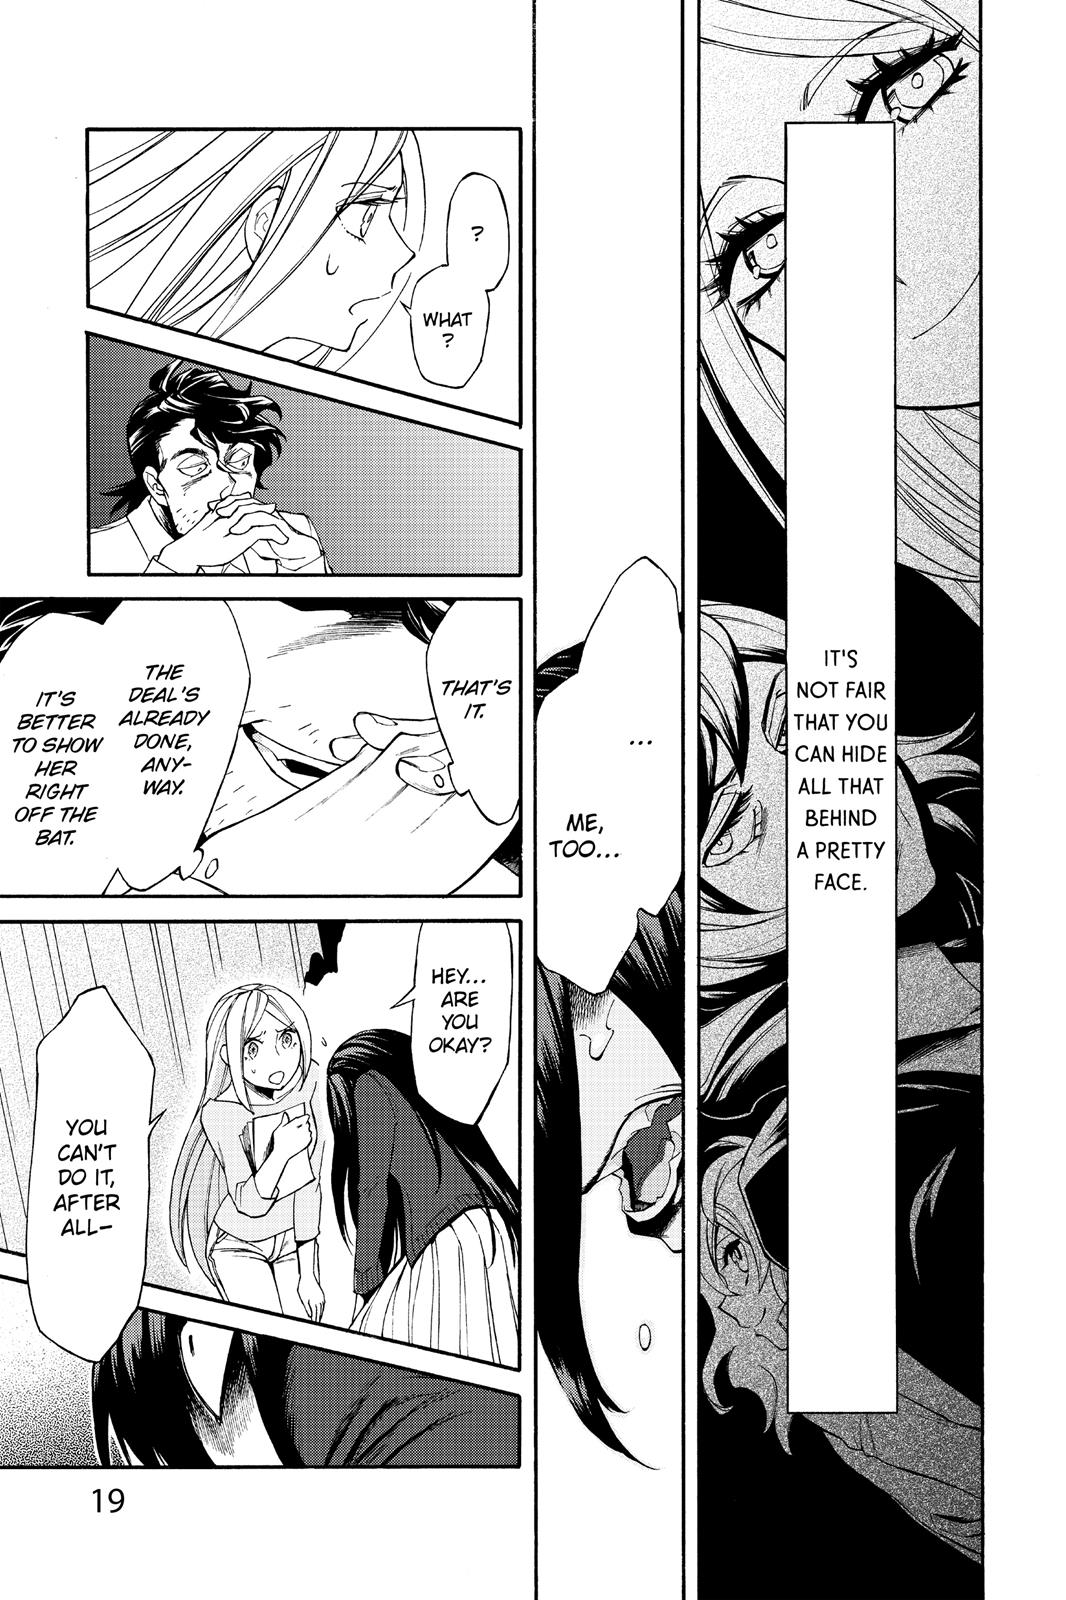 IT'S
NOT FAIR
THAT YOU
CAN HIDE
ALL THAT
BEHIND
A PRETTY
FACE.
...
ME,
TOO...
?
WHAT
?
THAT'S
IT.
THE
DEAL'S
ALREADY
DONE,
ANY-
WAY.
IT'S
BETTER
TO SHOW
HER
RIGHT
OFF THE
BAT.
HEY...
ARE
YOU
OKAY?
YOU
CAN'T
DO IT,
AFTER
ALL—
19